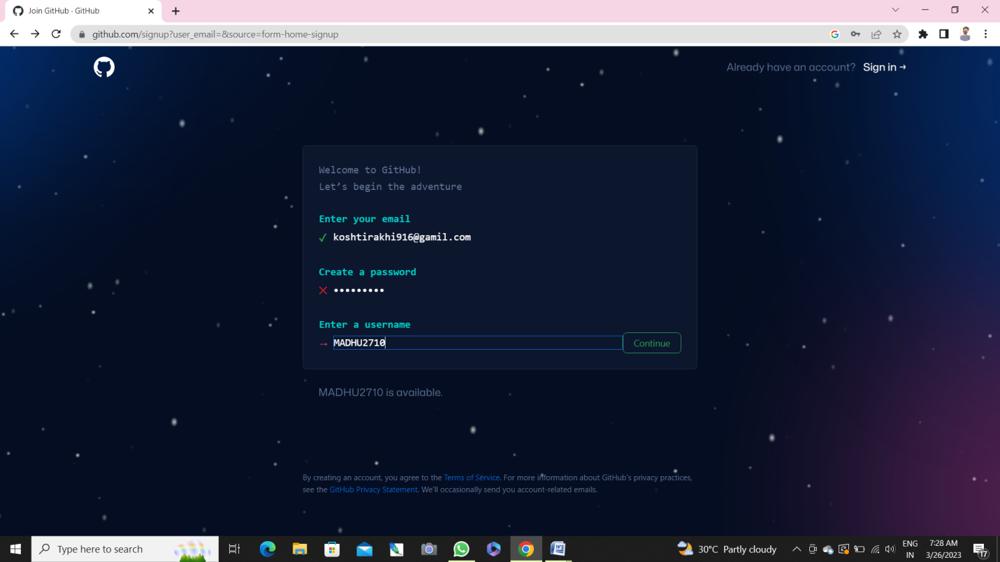 Join GitHub · GitHub
github.com/signup?user_email=&source=form-home-signup
Already have an account? Sign in →
Welcome to GitHub!
Let’s begin the adventure
Enter your email
✓ koshtirakhi916@gamil.com
Create a password
•••••••••
Enter a username
→ MADHU2710
Continue
MADHU2710 is available.
By creating an account, you agree to the Terms of Service. For more information about GitHub’s privacy practices,
see the GitHub Privacy Statement. We’ll occasionally send you account-related emails.
Type here to search
30°C Partly cloudy
ENG
IN
7:28 AM
3/26/2023
17